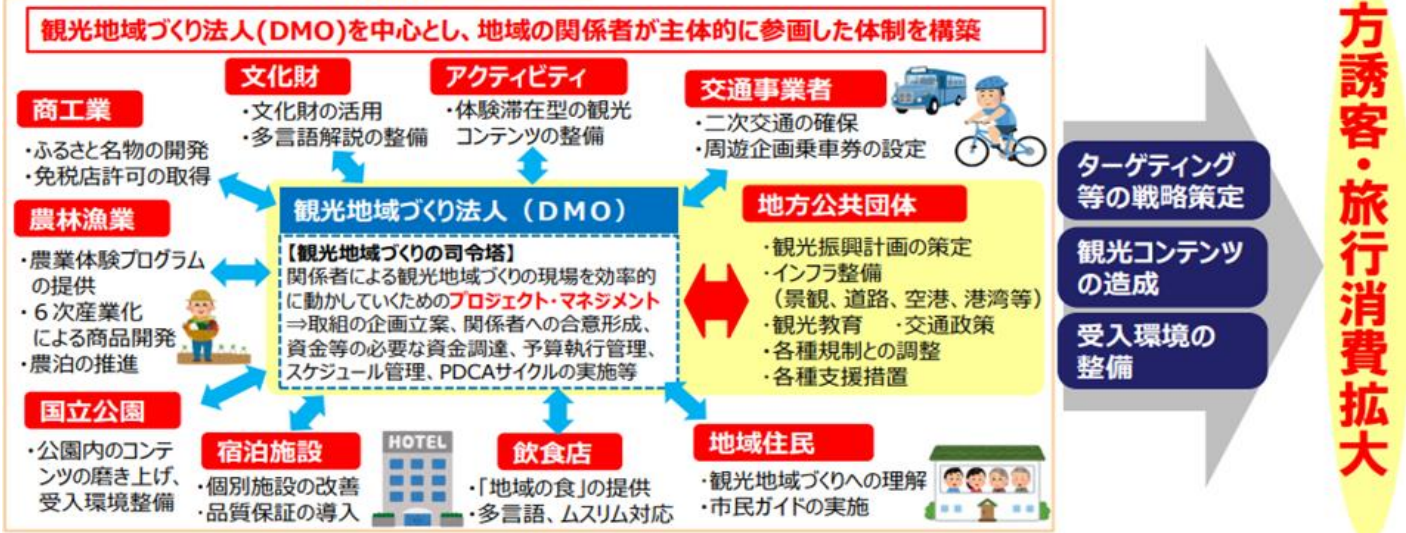 観光地域づくり法人(DMO)を中心とし、地域の関係者が主体的に参画した体制を構築
商工業
・ふるさと名物の開発
・免税店許可の取得
文化財
・文化財の活用
・多言語解説の整備
アクティビティ
・体験滞在型の観光
コンテンツの整備
交通事業者
・二次交通の確保
・周遊企画乗車券の設定
農林漁業
・農業体験プログラム
の提供
・６次産業化
による商品開発
・農泊の推進
観光地域づくり法人（DMO）
【観光地域づくりの司令塔】
関係者による観光地域づくりの現場を効率的
に動かしていくためのプロジェクト・マネジメント
⇒取組の企画立案、関係者への合意形成、
資金等の必要な資金調達、予算執行管理、
スケジュール管理、PDCAサイクルの実施等
地方公共団体
・観光振興計画の策定
・インフラ整備
（景観、道路、空港、港湾等）
・観光教育　・交通政策
・各種規制との調整
・各種支援措置
国立公園
・公園内のコンテ
ンツの磨き上げ、
受入環境整備
宿泊施設
・個別施設の改善
・品質保証の導入
HOTEL
飲食店
・「地域の食」の提供
・多言語、ムスリム対応
地域住民
・観光地域づくりへの理解
・市民ガイドの実施
ターゲティング
等の戦略策定
観光コンテンツ
の造成
受入環境の
整備
方誘客・旅行消費拡大